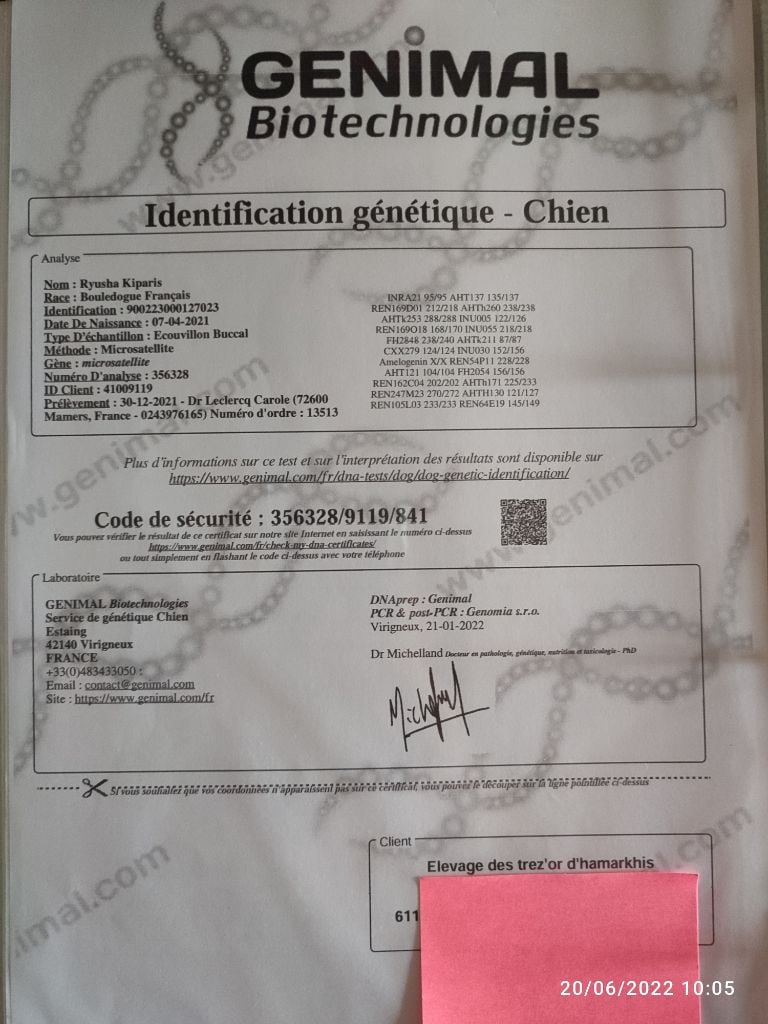 GENiMAL
Biotechnologies
Identification génétique - Chien
Analyse
Nom : Ryusha Kiparis
Race : Bouledogue Français
Identification : 900223000127023
Date De Naissance : 07-04-2021
Type D'échantillon : Ecouvillon Buccal
Méthode : Microsatellite
Gène : microsatellite
Numéro D'analyse : 356328
ID Client : 41009119
Prélèvement : 30-12-2021 - Dr Leclercq Carole (72600
Mamers, France - 0243976165) Numéro d'ordre : 13513
INRA21 95/95 AHT137 135/137
REN169D01 212/218 AHTh260 238/238
AHTk253 288/288 INU005 122/126
REN169O18 168/170 INU055 218/218
FH2848 238/240 AHTk211 87/87
CXX279 124/124 INU030 152/156
Amelogenin X/X REN54P11 228/228
AHT121 104/104 FH2054 156/156
REN162C04 202/202 AHTh171 225/233
REN247M23 270/272 AHTH130 121/127
REN105L03 233/233 REN64E19 145/149
Plus d'informations sur ce test et sur l'interprétation des résultats sont disponible sur
https://www.genimal.com/fr/dna-tests/dog/dog-genetic-identification/
Code de sécurité : 356328/9119/841
Vous pouvez vérifier le résultat de ce certificat sur notre site Internet en saisissant le numéro ci-dessus
https://www.genimal.com/fr/check-my-dna-certificates/
ou tout simplement en flashant le code ci-dessus avec votre téléphone
Laboratoire
GENIMAL Biotechnologies
Service de génétique Chien
Estaing
42140 Virigneux
FRANCE
+33(0)483433050 :
Email : contact@genimal.com
Site : https://www.genimal.com/fr
DNAprep : Genimal
PCR & post-PCR : Genomia s.r.o.
Virigneux, 21-01-2022
Dr Michelland Docteur en pathologie, génétique, nutrition et toxicologie - PhD
Si vous souhaitez que vos coordonnées n'apparaissent pas sur ce certificat, vous pouvez le découper sur la ligne pointillée ci-dessus
Client
Elevage des trez'or d'hamarkhis
611
20/06/2022 10:05